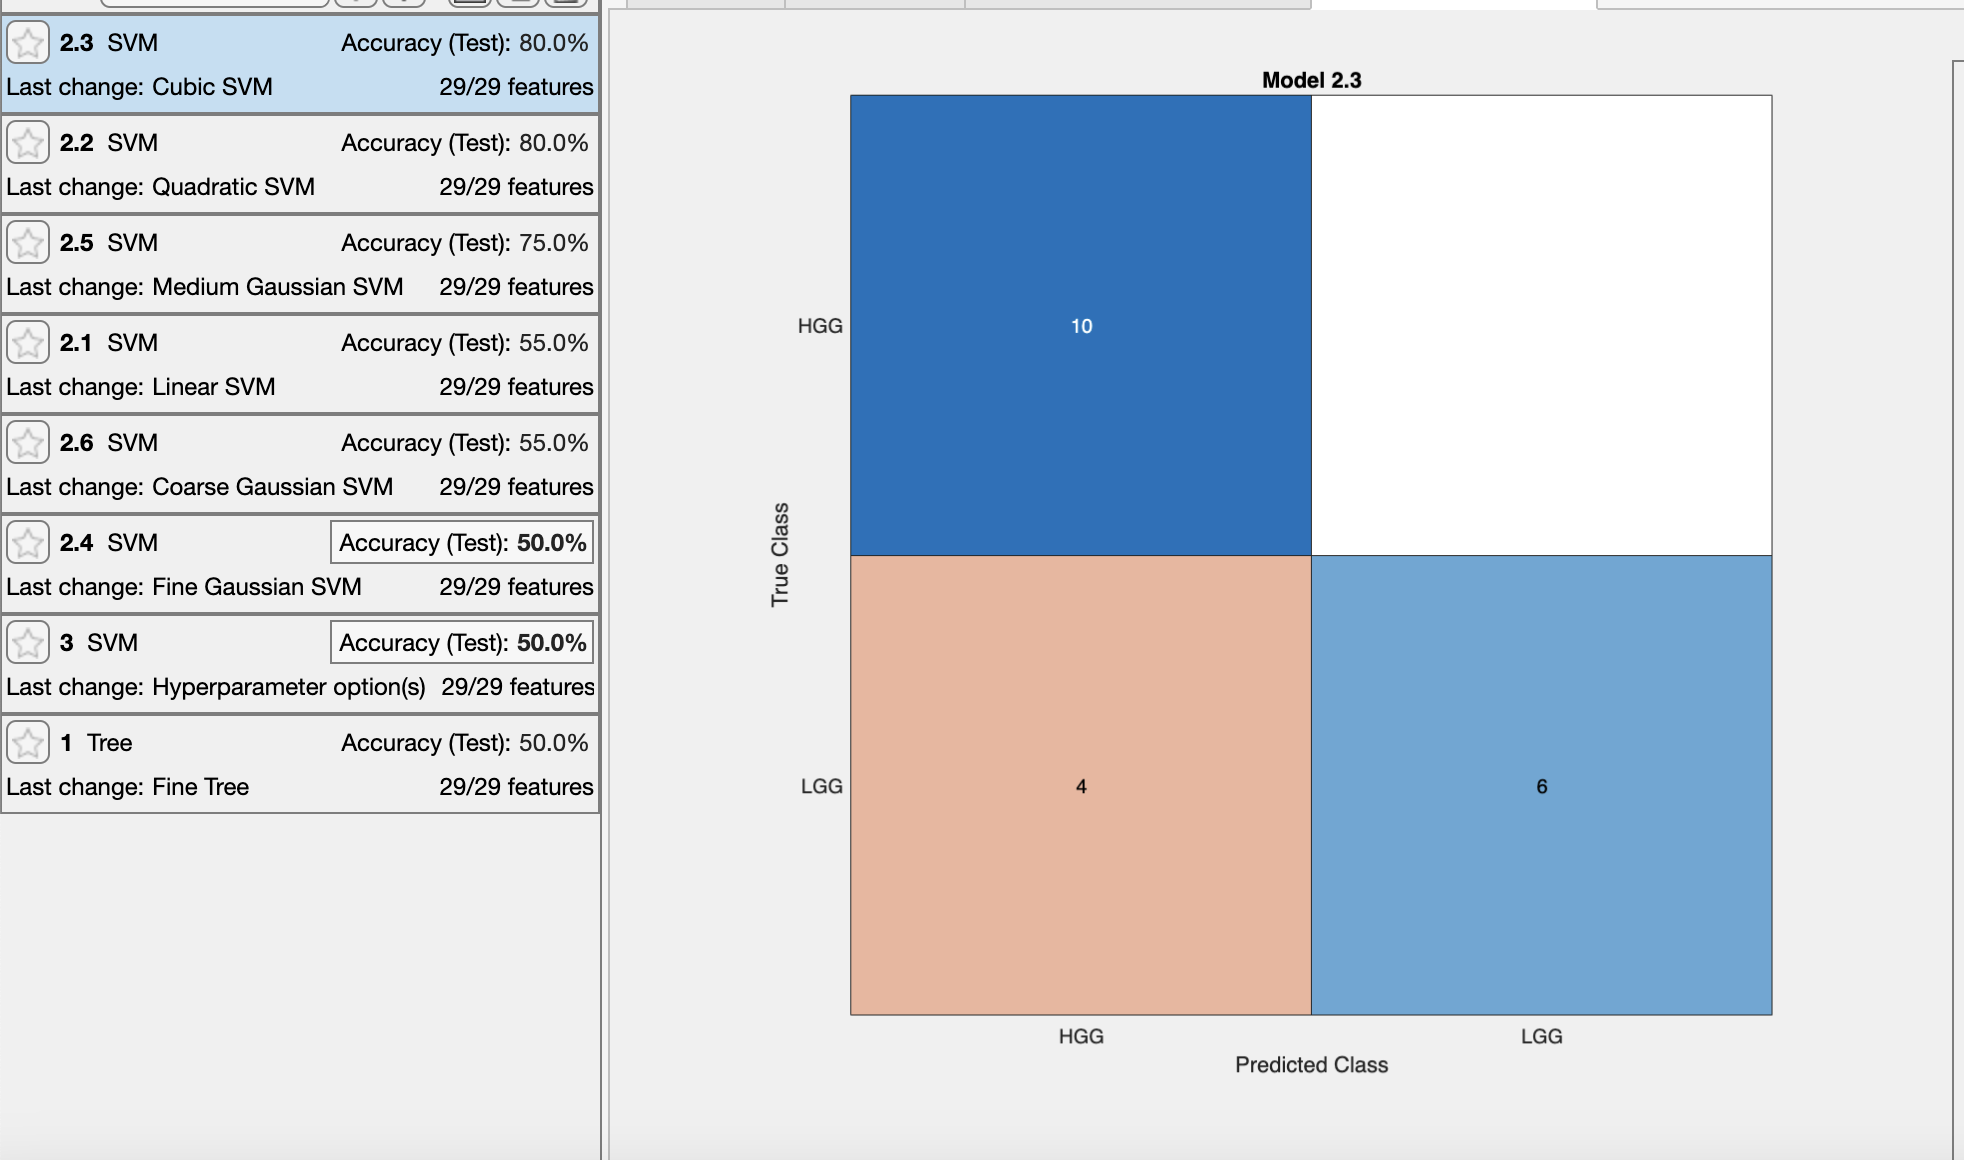 2.3 SVM Accuracy (Test): 80.0%
Last change: Cubic SVM 29/29 features
2.2 SVM Accuracy (Test): 80.0%
Last change: Quadratic SVM 29/29 features
2.5 SVM Accuracy (Test): 75.0%
Last change: Medium Gaussian SVM 29/29 features
2.1 SVM Accuracy (Test): 55.0%
Last change: Linear SVM 29/29 features
2.6 SVM Accuracy (Test): 55.0%
Last change: Coarse Gaussian SVM 29/29 features
2.4 SVM Accuracy (Test): 50.0%
Last change: Fine Gaussian SVM 29/29 features
3 SVM Accuracy (Test): 50.0%
Last change: Hyperparameter option(s) 29/29 features
1 Tree Accuracy (Test): 50.0%
Last change: Fine Tree 29/29 features
Model 2.3
HGG 10
True Class
LGG 4 6
HGG LGG
Predicted Class